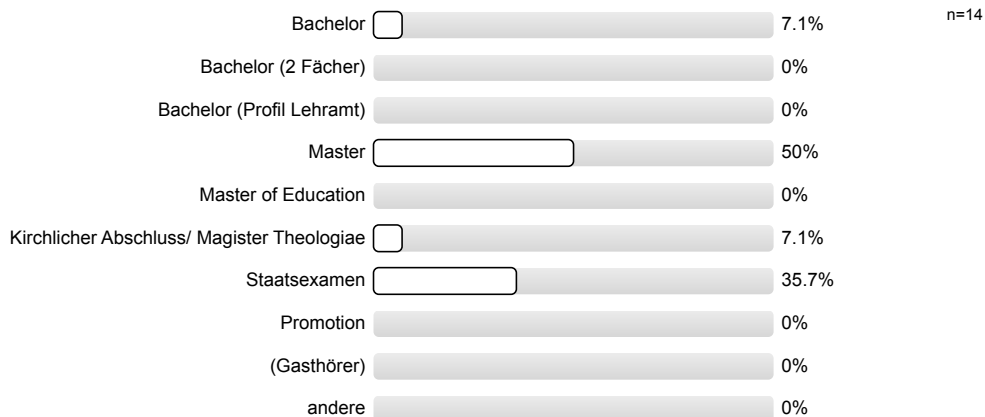 Bachelor 7.1% n=14
Bachelor (2 Fächer) 0%
Bachelor (Profil Lehramt) 0%
Master 50%
Master of Education 0%
Kirchlicher Abschluss/ Magister Theologiae 7.1%
Staatsexamen 35.7%
Promotion 0%
(Gasthörer) 0%
andere 0%